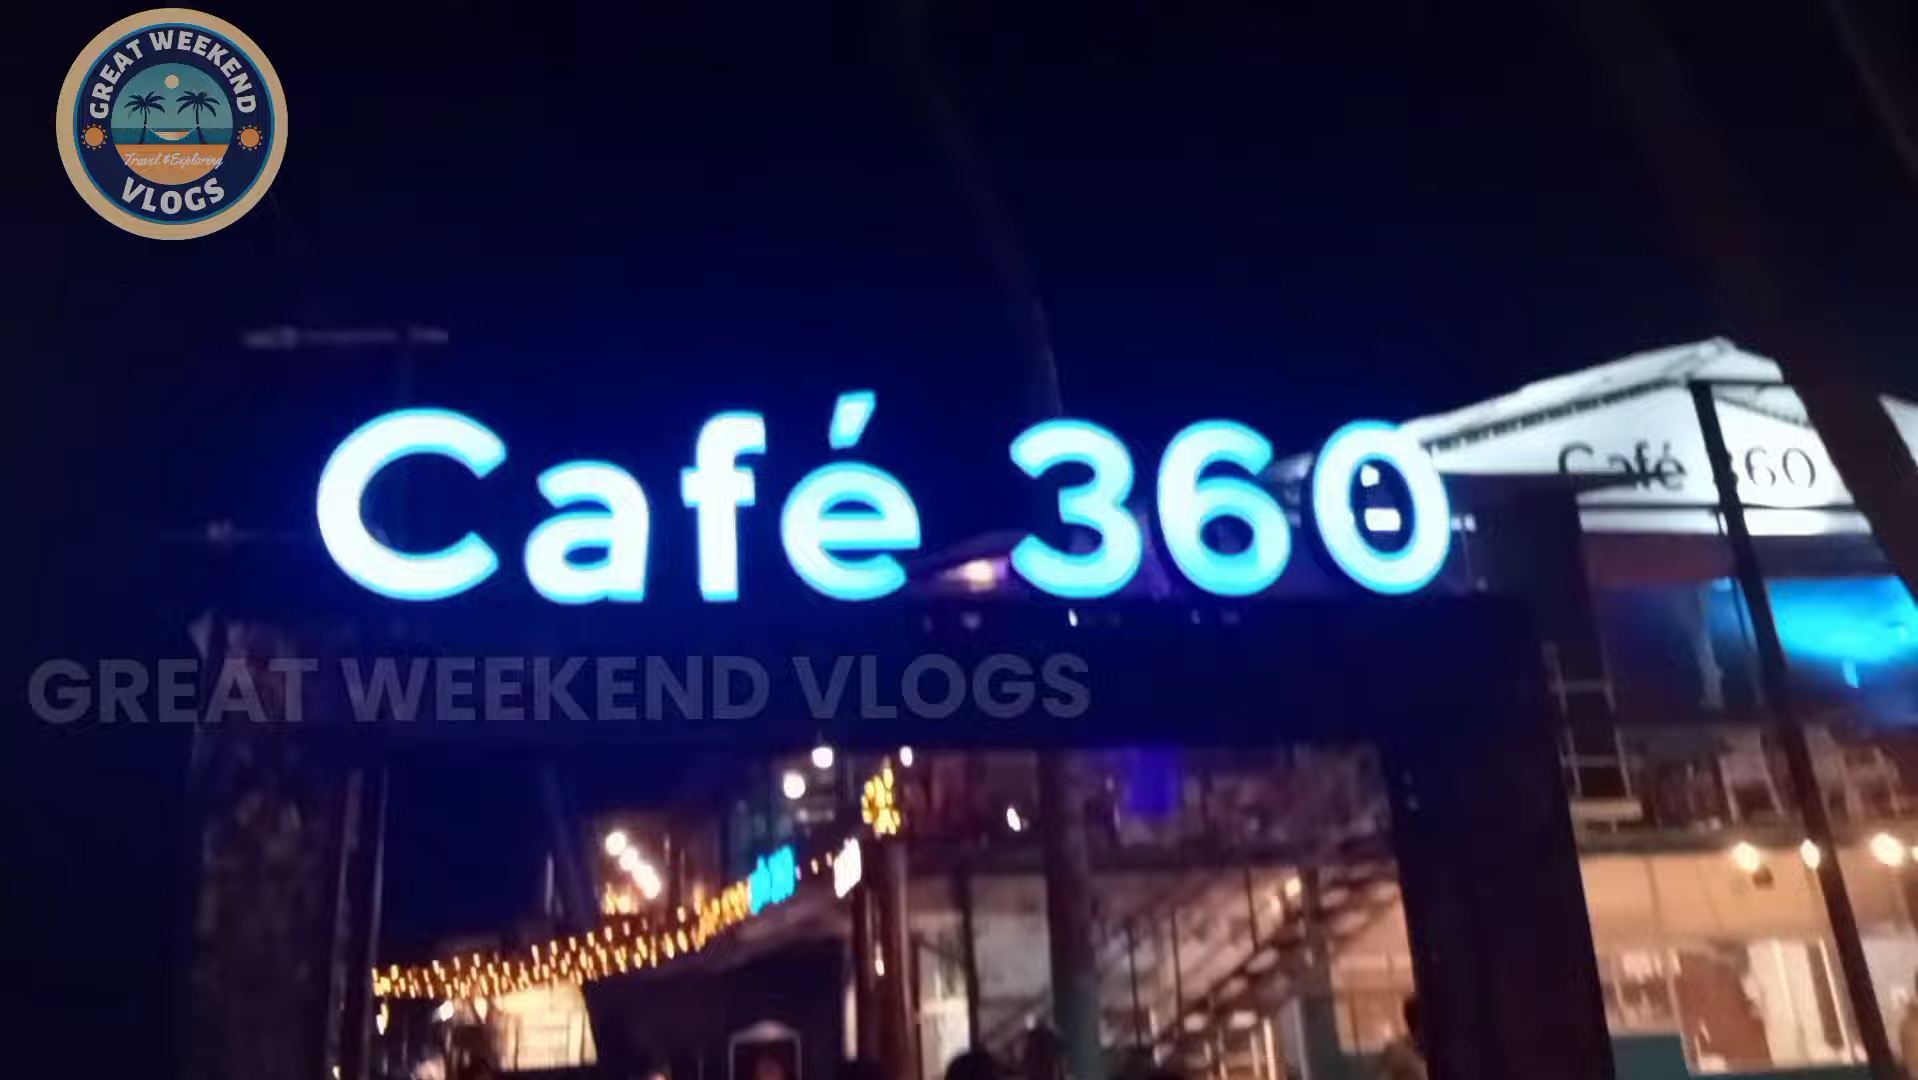 GREAT WEEKEND
Travel & Exploring
VLOGS
Café 360
Café 360
GREAT WEEKEND VLOGS